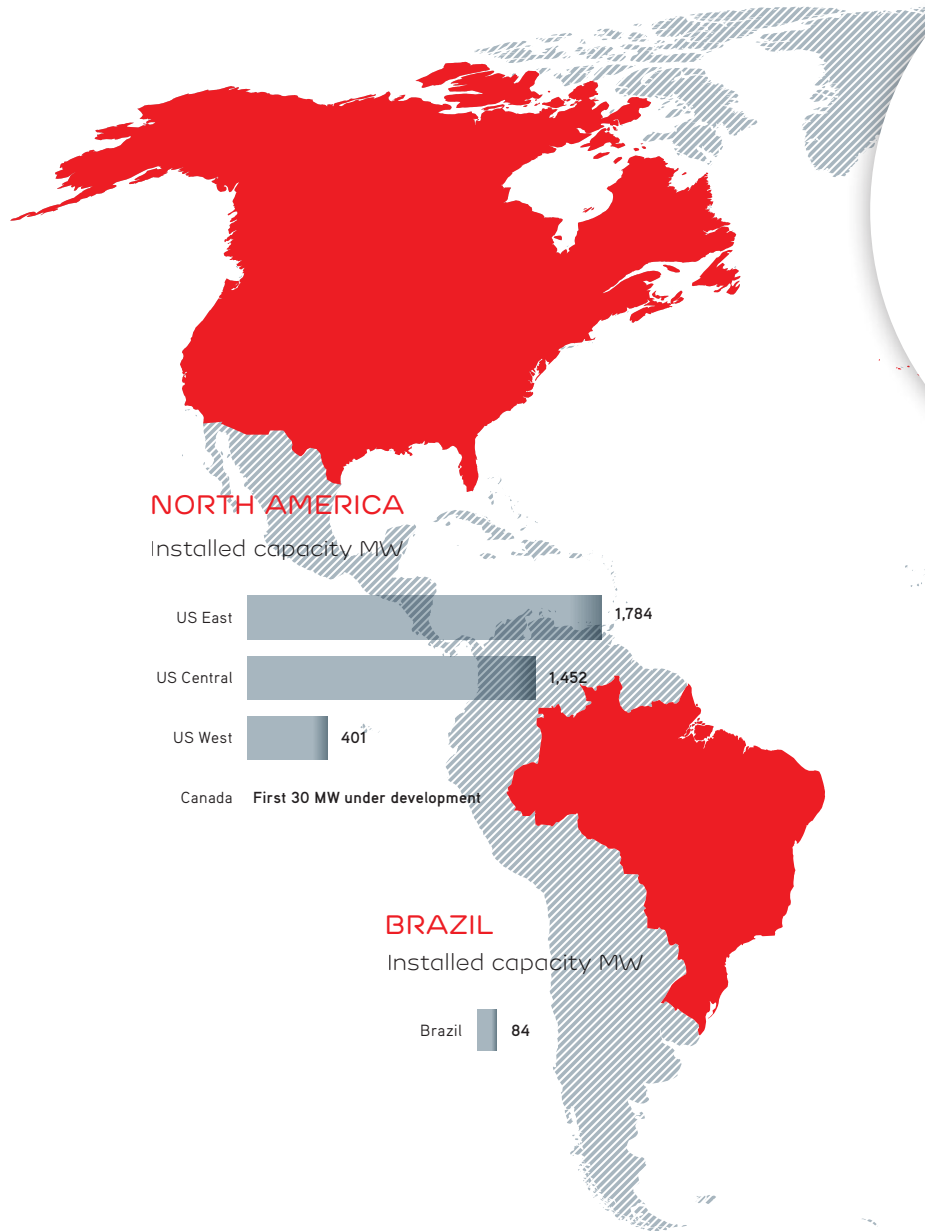 NORTH AMERICA
Installed capacity MW
US East 1,784
US Central 1,452
US West 401
Canada First 30 MW under development
BRAZIL
Installed capacity MW
Brazil 84